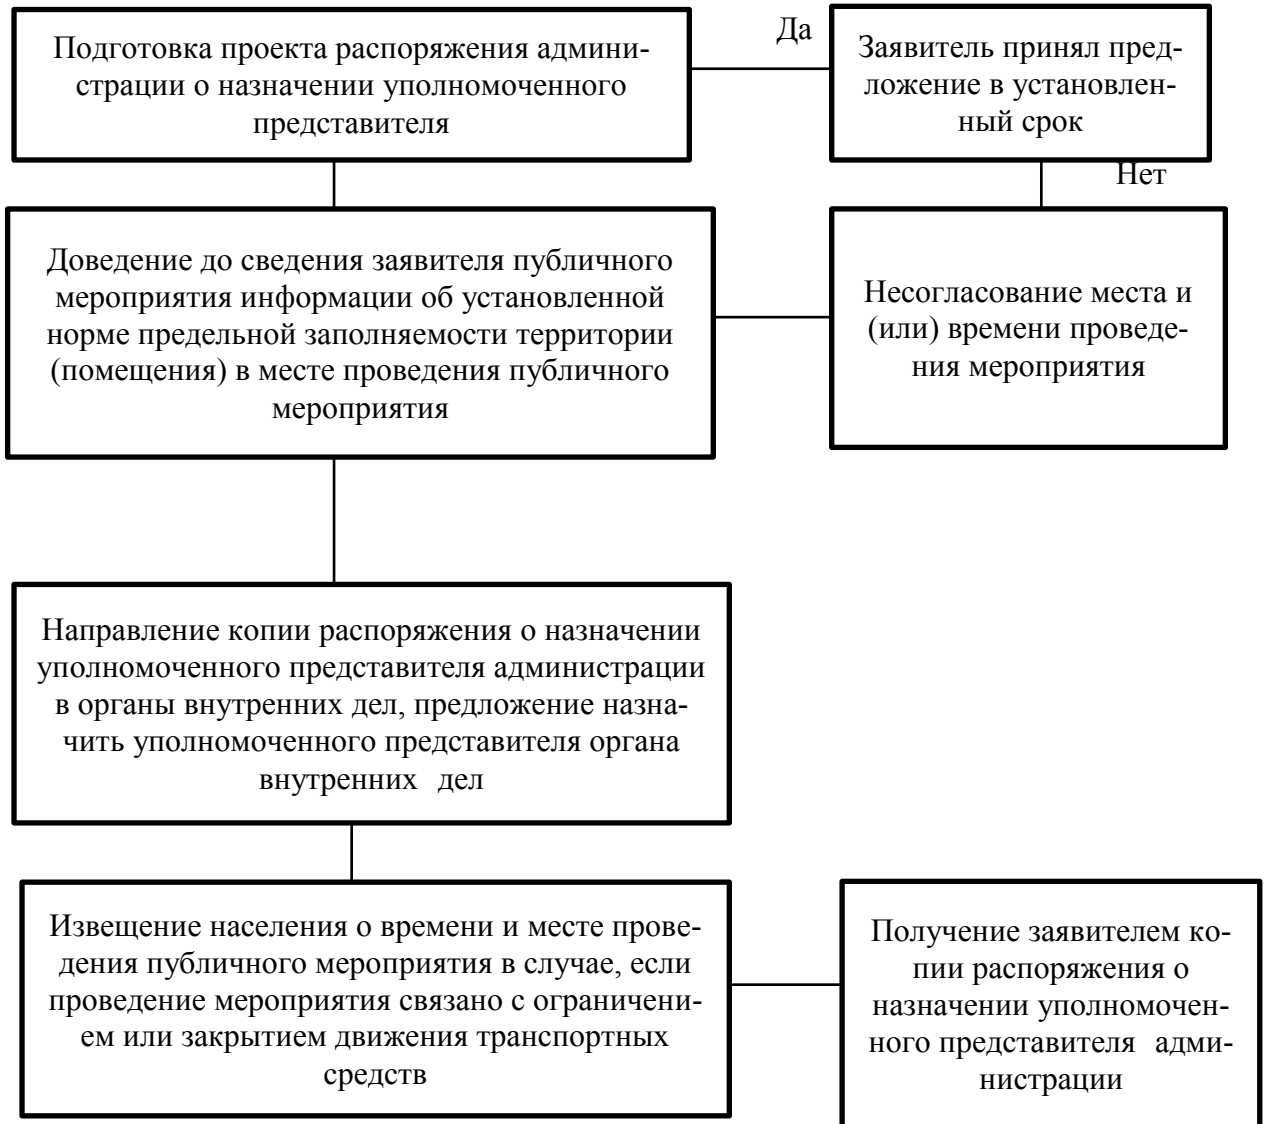 Подготовка проекта распоряжения админи-
страции о назначении уполномоченного
представителя
Да
Заявитель принял пред-
ложение в установлен-
ный срок
Нет
Доведение до сведения заявителя публичного
мероприятия информации об установленной
норме предельной заполняемости территории
(помещения) в месте проведения публичного
мероприятия
Несогласование места и
(или) времени проведе-
ния мероприятия
Направление копии распоряжения о назначении
уполномоченного представителя администрации
в органы внутренних дел, предложение назна-
чить уполномоченного представителя органа
внутренних дел
Извещение населения о времени и месте прове-
дения публичного мероприятия в случае, если
проведение мероприятия связано с ограничени-
ем или закрытием движения транспортных
средств
Получение заявителем ко-
пии распоряжения о
назначении уполномочен-
ного представителя адми-
нистрации